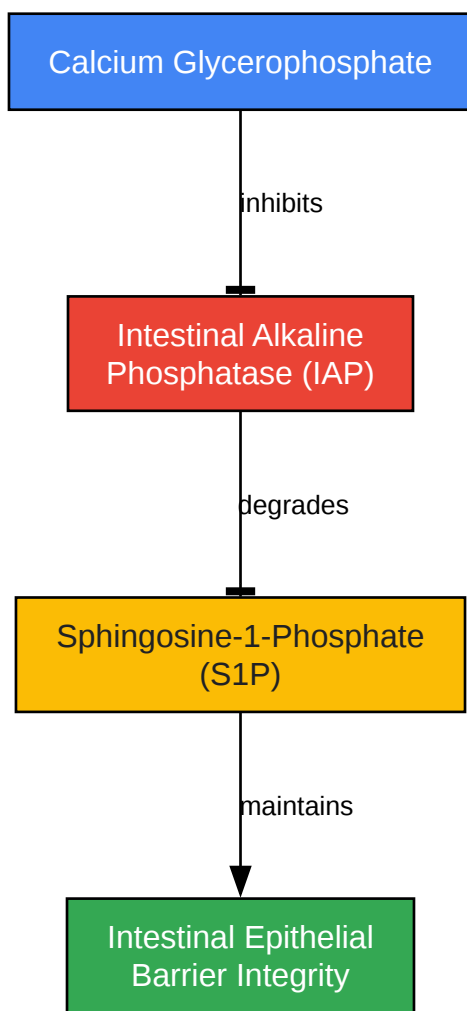 Calcium Glycerophosphate
inhibits
Intestinal Alkaline
Phosphatase (IAP)
degrades
Sphingosine-1-Phosphate
(S1P)
maintains
Intestinal Epithelial
Barrier Integrity